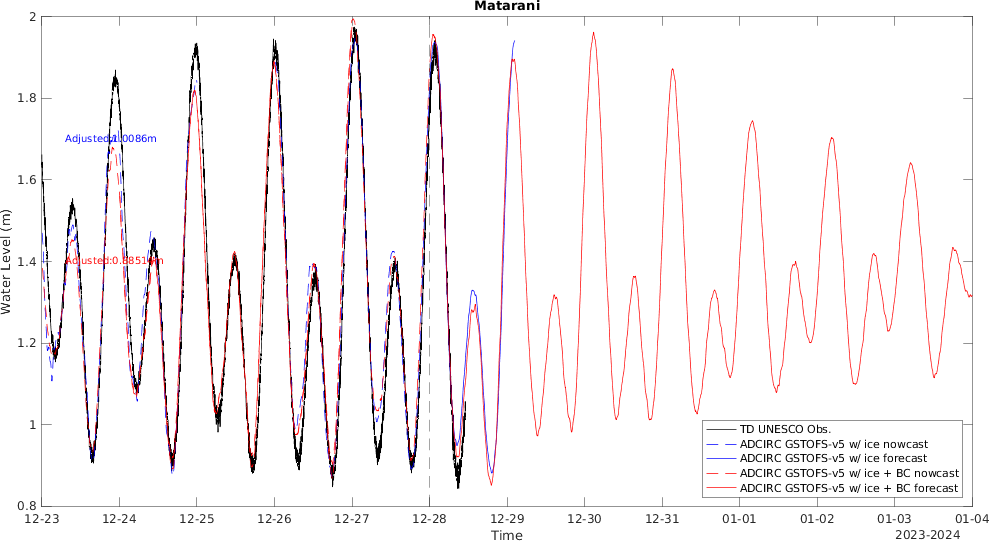 Matarani
2
1.8
1.6
1.4
1.2
1
0.8
Water Level (m)
Adjusted:1.0086m
12-23
12-24
12-25
12-26
12-27
12-28
12-29
12-30
12-31
01-01
01-02
01-03
01-04
Time
2023-2024
TD UNESCO Obs.
ADCIRC GSTOFS-v5 w/ ice nowcast
ADCIRC GSTOFS-v5 w/ ice forecast
ADCIRC GSTOFS-v5 w/ ice + BC nowcast
ADCIRC GSTOFS-v5 w/ ice + BC forecast